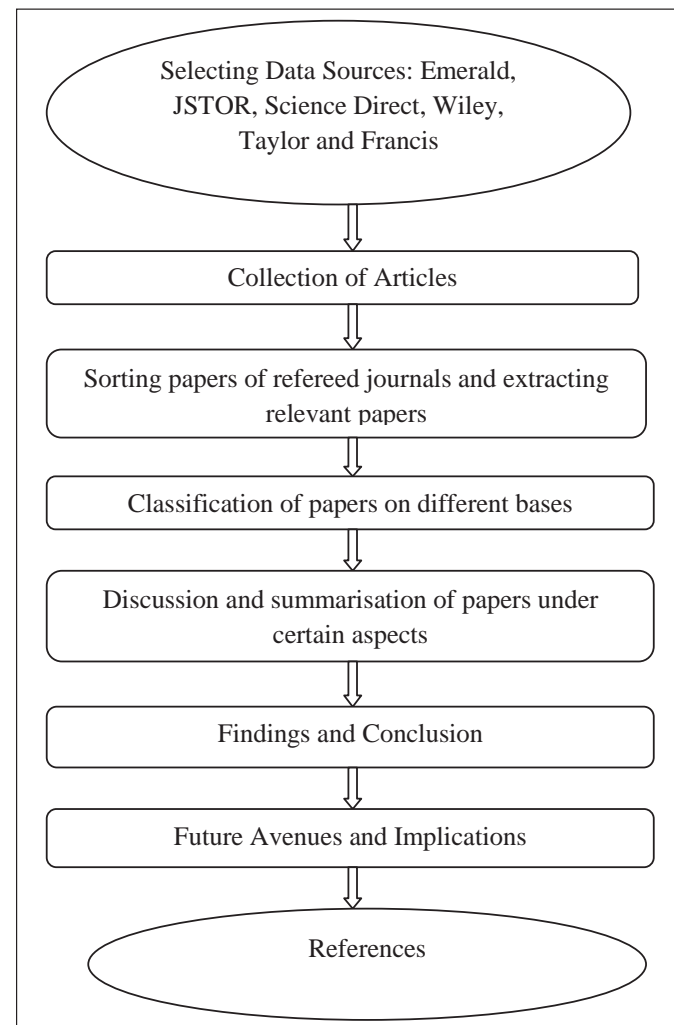 Selecting Data Sources: Emerald,
JSTOR, Science Direct, Wiley,
Taylor and Francis
Collection of Articles
Sorting papers of refereed journals and extracting
relevant papers
Classification of papers on different bases
Discussion and summarisation of papers under
certain aspects
Findings and Conclusion
Future Avenues and Implications
References